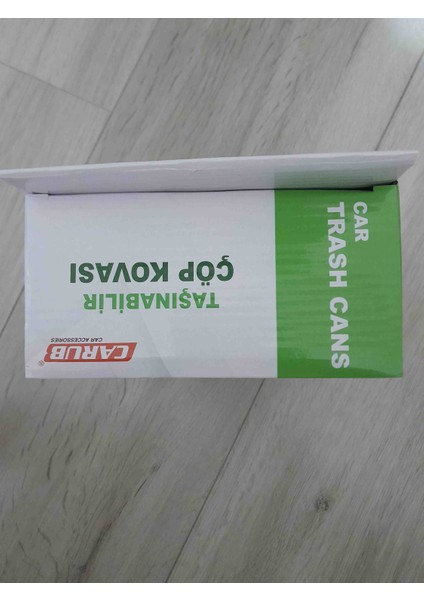 CARUB®
CAR ACCESSORIES
TAŞINABİLİR
ÇÖP KOVASI
CAR
TRASH CANS